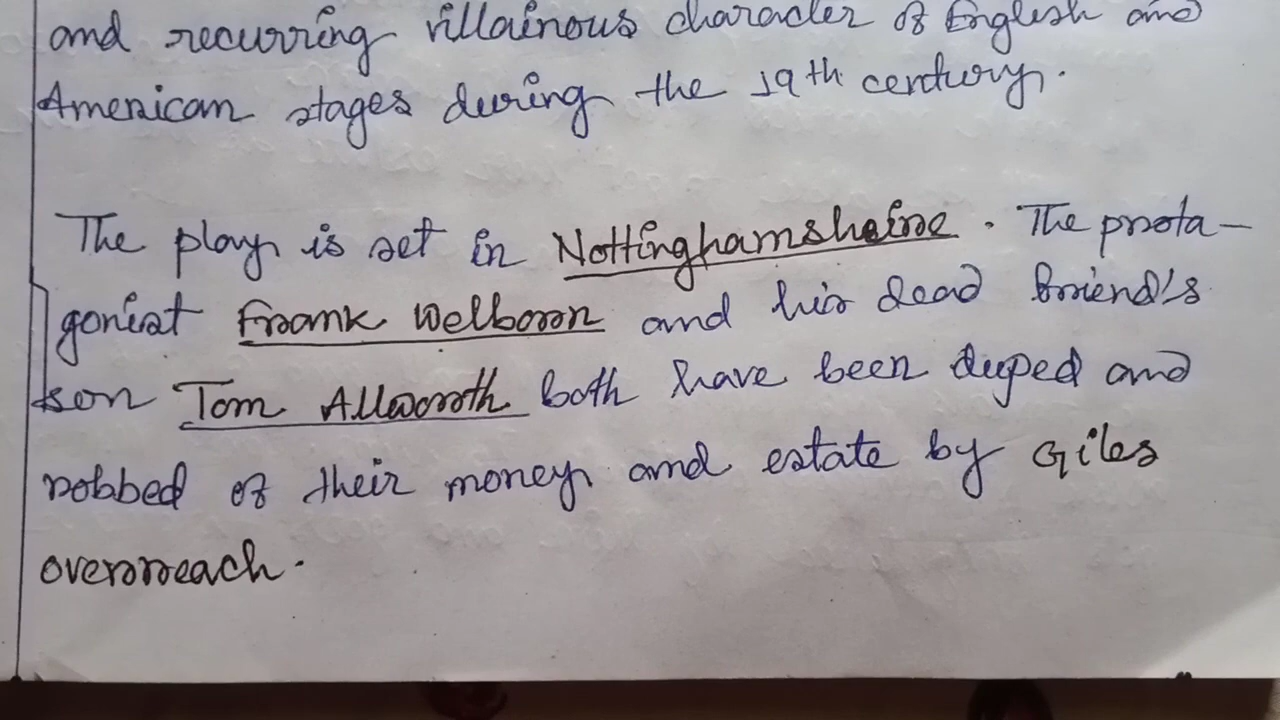 and recurring villainous character of English and
American stages during the 19th century.
The play is set in Nottinghamsheire. The prota-
gonist Frank Welborn and his dead friend's
son Tom Allworth both have been duped and
robbed of their money and estate by Giles
overreach.